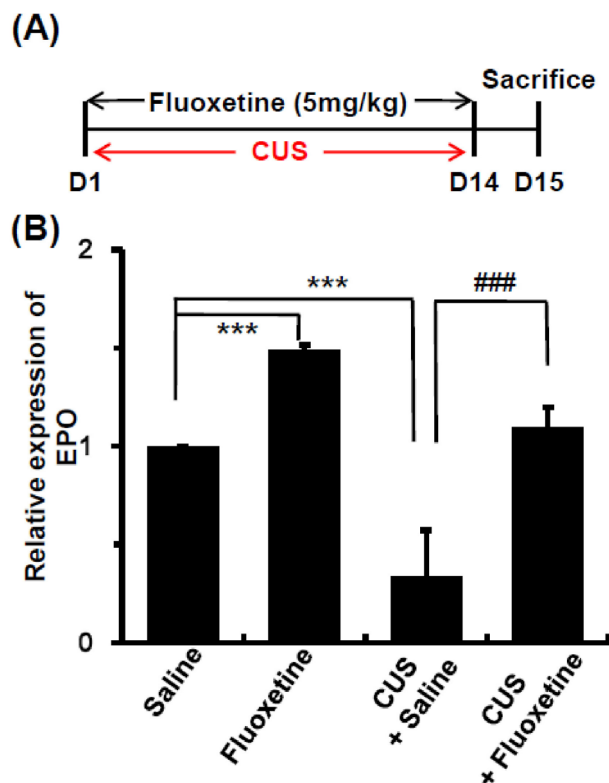 (A)
Sacrifice
Fluoxetine (5mg/kg)
CUS
D1
D14
D15
(B)
Relative expression of
EPO
2
1
0
***
***
###
Saline
Fluoxetine
CUS
+ Saline
CUS
+ Fluoxetine